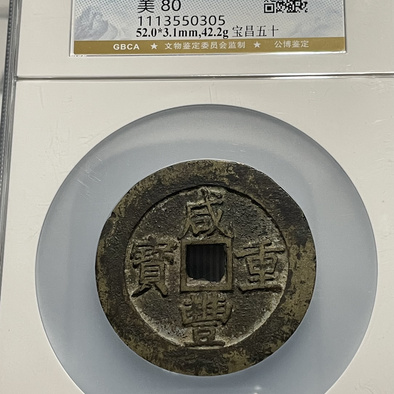 美 80
1113550305
52.0*3.1mm,42.2g 宝昌五十
GBCA ★ 文物鉴定委员会监制 ★ 公博鉴定
咸
寶 重
豐